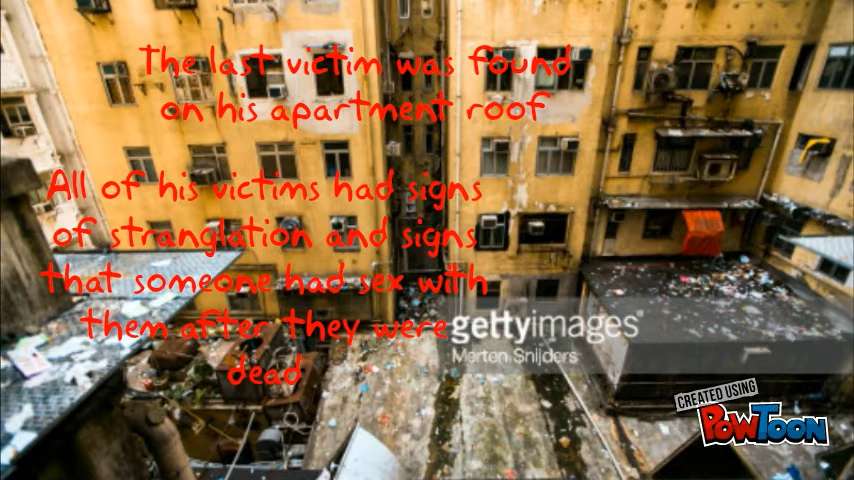 The last victim was found
on his apartment roof
All of his victims had signs
of stranglation and signs
that someone had sex with
them after they were
dead
gettyimages®
Merten Snijders
CREATED USING
POWTOON